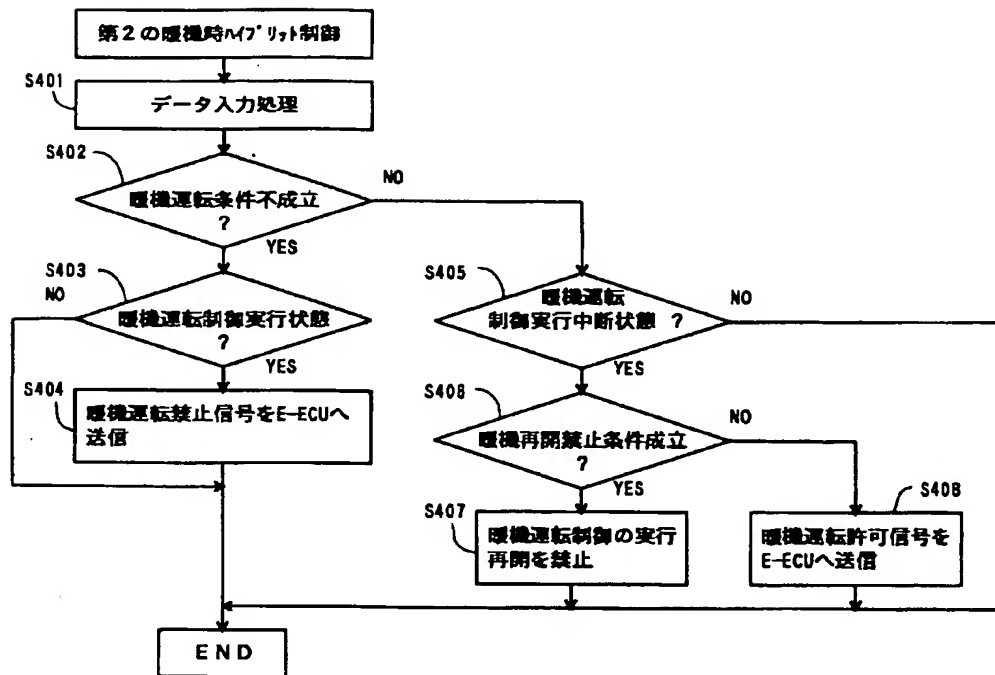 第2の暖機時ﾊｲﾌﾞﾘｯﾄ制御
S401
データ入力処理
S402
暖機運転条件不成立
?
NO
YES
S403
NO
暖機運転制御実行状態
?
YES
S404
暖機運転禁止信号をE-ECUへ
送信
S405
暖機運転
制御実行中断状態 ?
NO
YES
S406
暖機再開禁止条件成立
?
NO
YES
S407
暖機運転制御の実行
再開を禁止
S408
暖機運転許可信号を
E-ECUへ送信
END